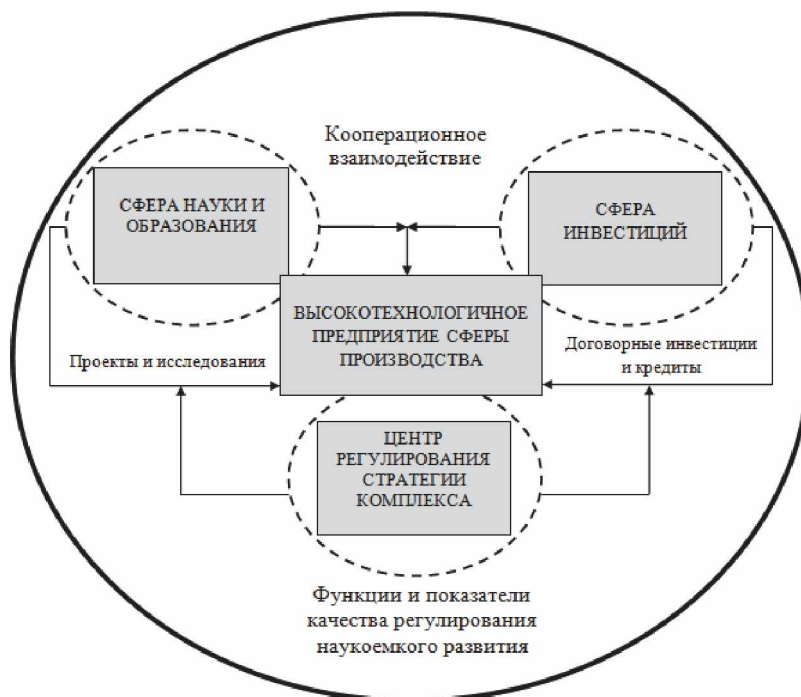 Кооперационное
взаимодействие
СФЕРА НАУКИ И
ОБРАЗОВАНИЯ
СФЕРА
ИНВЕСТИЦИЙ
ВЫСОКОТЕХНОЛОГИЧНОЕ
ПРЕДПРИЯТИЕ СФЕРЫ
ПРОИЗВОДСТВА
Проекты и исследования
Договорные инвестиции
и кредиты
ЦЕНТР
РЕГУЛИРОВАНИЯ
СТРАТЕГИИ
КОМПЛЕКСА
Функции и показатели
качества регулирования
наукоемкого развития